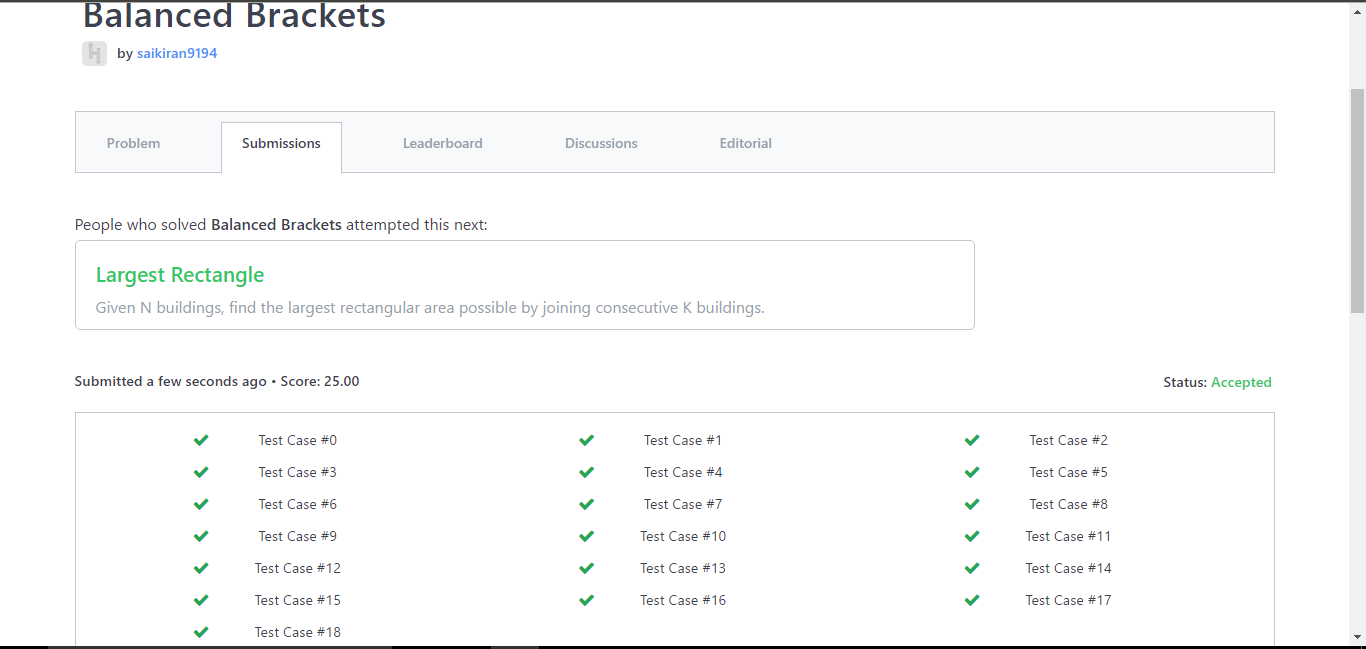 Balanced Brackets
H
by saikiran9194
Problem Submissions Leaderboard Discussions Editorial
People who solved Balanced Brackets attempted this next:
Largest Rectangle
Given N buildings, find the largest rectangular area possible by joining consecutive K buildings.
Submitted a few seconds ago • Score: 25.00 Status: Accepted
Test Case #0 Test Case #1 Test Case #2
Test Case #3 Test Case #4 Test Case #5
Test Case #6 Test Case #7 Test Case #8
Test Case #9 Test Case #10 Test Case #11
Test Case #12 Test Case #13 Test Case #14
Test Case #15 Test Case #16 Test Case #17
Test Case #18